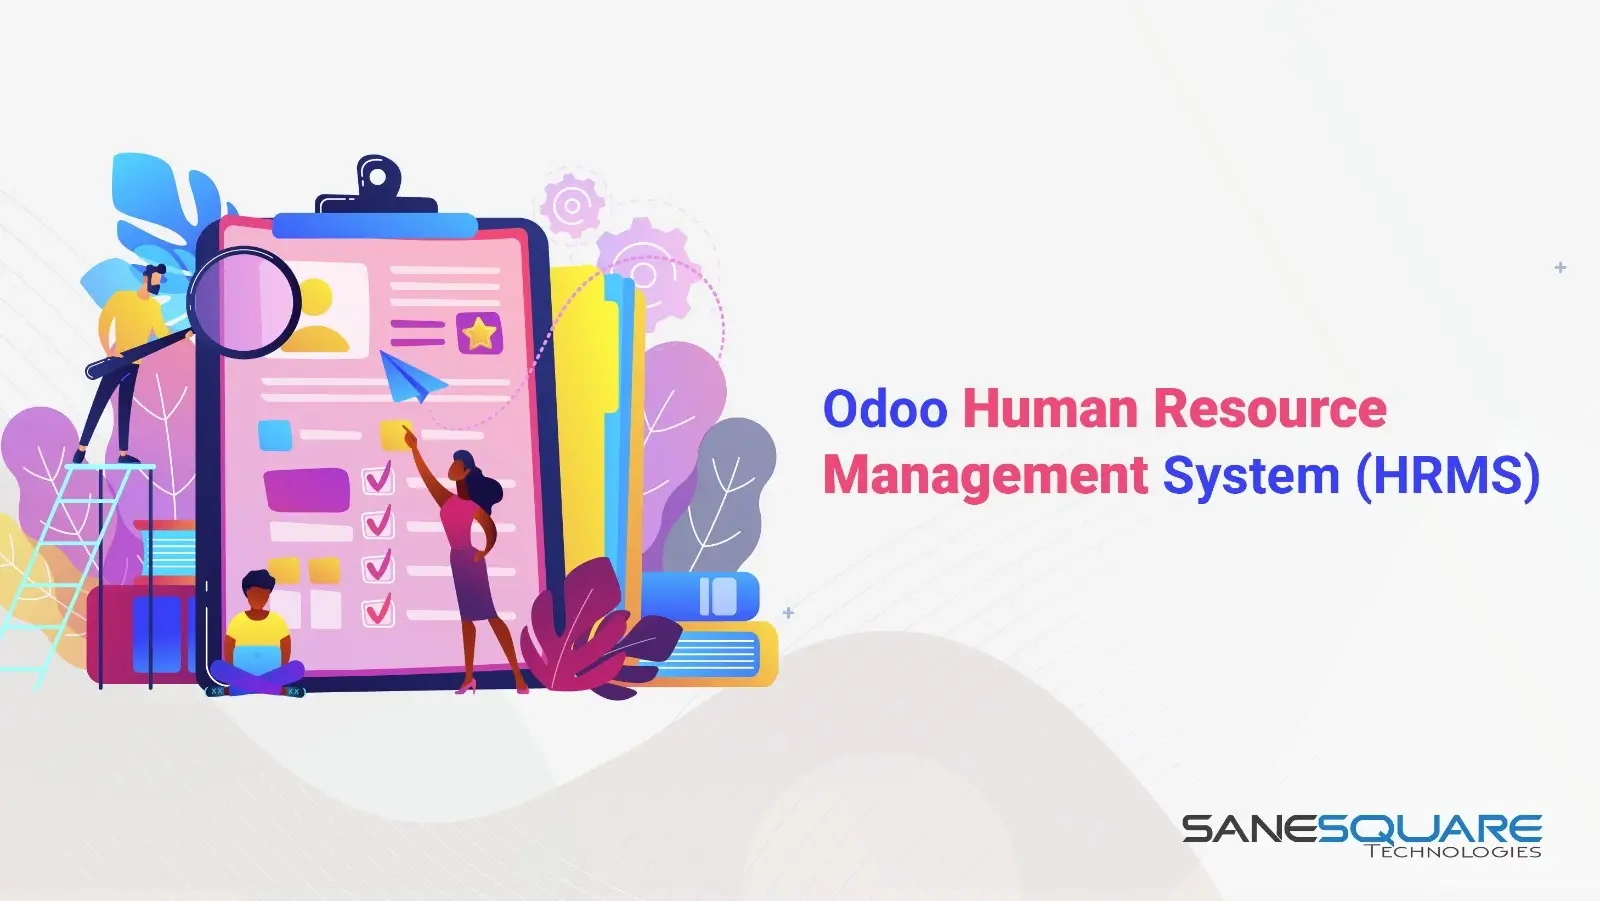 Odoo Human Resource
Management System (HRMS)
SANESQUARE
TECHNOLOGIES